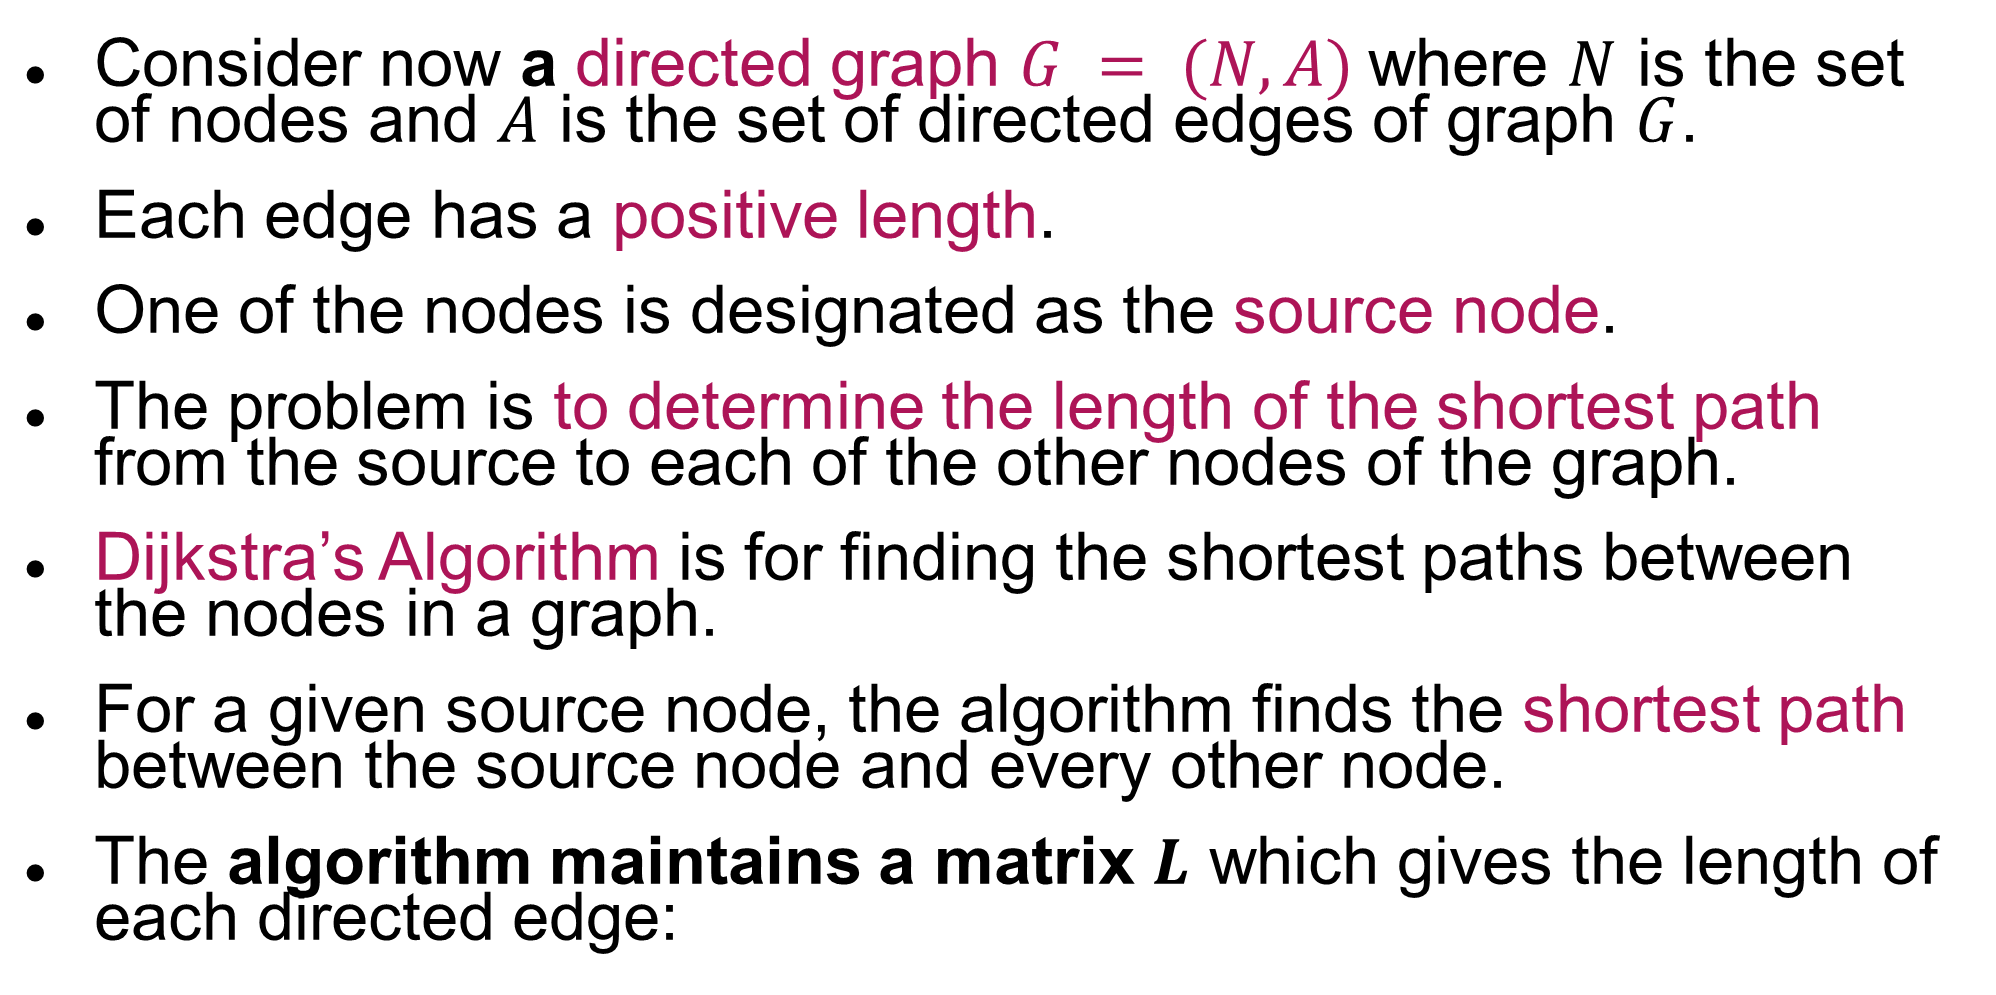 • Consider now a directed graph 𝐺 = (𝑁, 𝐴) where 𝑁 is the set
of nodes and 𝐴 is the set of directed edges of graph 𝐺.
• Each edge has a positive length.
• One of the nodes is designated as the source node.
• The problem is to determine the length of the shortest path
from the source to each of the other nodes of the graph.
• Dijkstra’s Algorithm is for finding the shortest paths between
the nodes in a graph.
• For a given source node, the algorithm finds the shortest path
between the source node and every other node.
• The algorithm maintains a matrix 𝑳 which gives the length of
each directed edge: